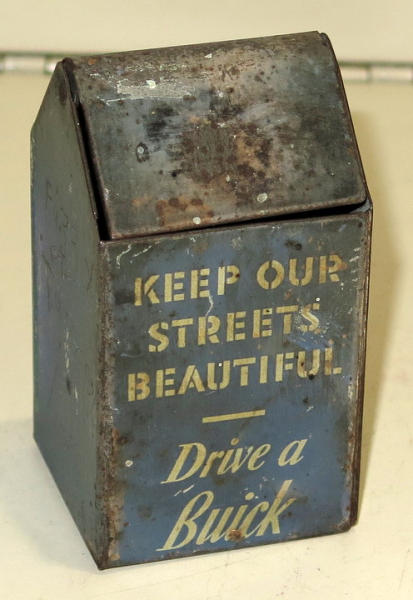 KEEP OUR
STREETS
BEAUTIFUL
Drive a
Buick